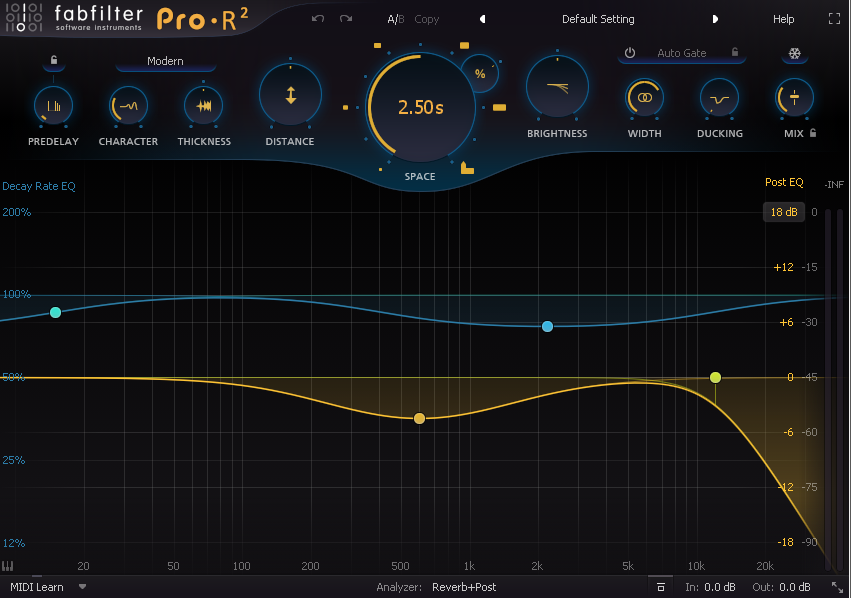 fabfilter
software instruments
Pro·R²
A/B Copy
Default Setting
Help
Modern
Auto Gate
%
2.50s
PREDELAY
CHARACTER
THICKNESS
DISTANCE
SPACE
BRIGHTNESS
WIDTH
DUCKING
MIX
Decay Rate EQ
Post EQ
-INF
200%
18 dB
0
+12
-15
100%
+6
-30
50%
0
-45
-6
-60
25%
-12
-75
12%
-18
-90
20
50
100
200
500
1k
2k
5k
10k
20k
MIDI Learn
Analyzer:
Reverb+Post
In: 0.0 dB
Out: 0.0 dB